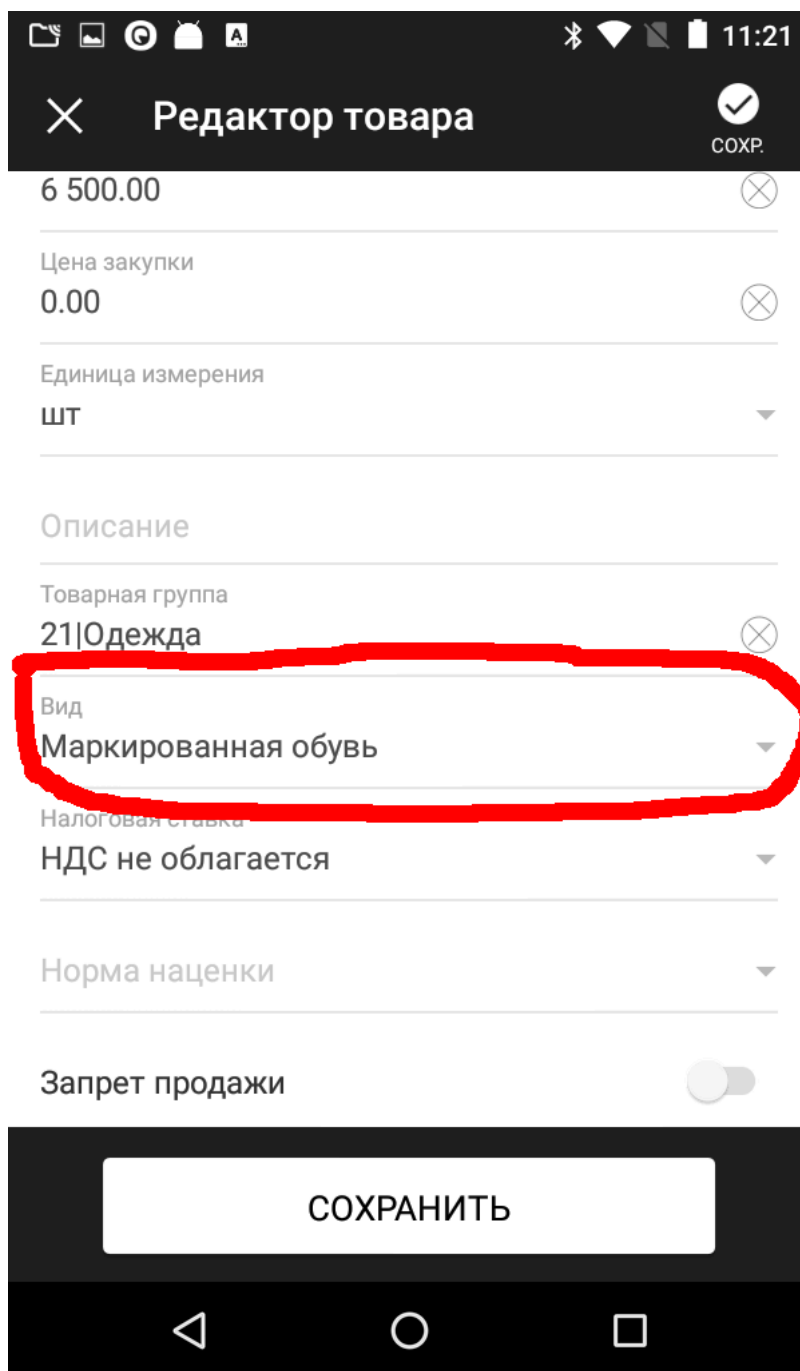 11:21
Редактор товара
СОХР.
6 500.00
Цена закупки
0.00
Единица измерения
шт
Описание
Товарная группа
21|Одежда
Вид
Маркированная обувь
Налоговая ставка
НДС не облагается
Норма наценки
Запрет продажи
СОХРАНИТЬ